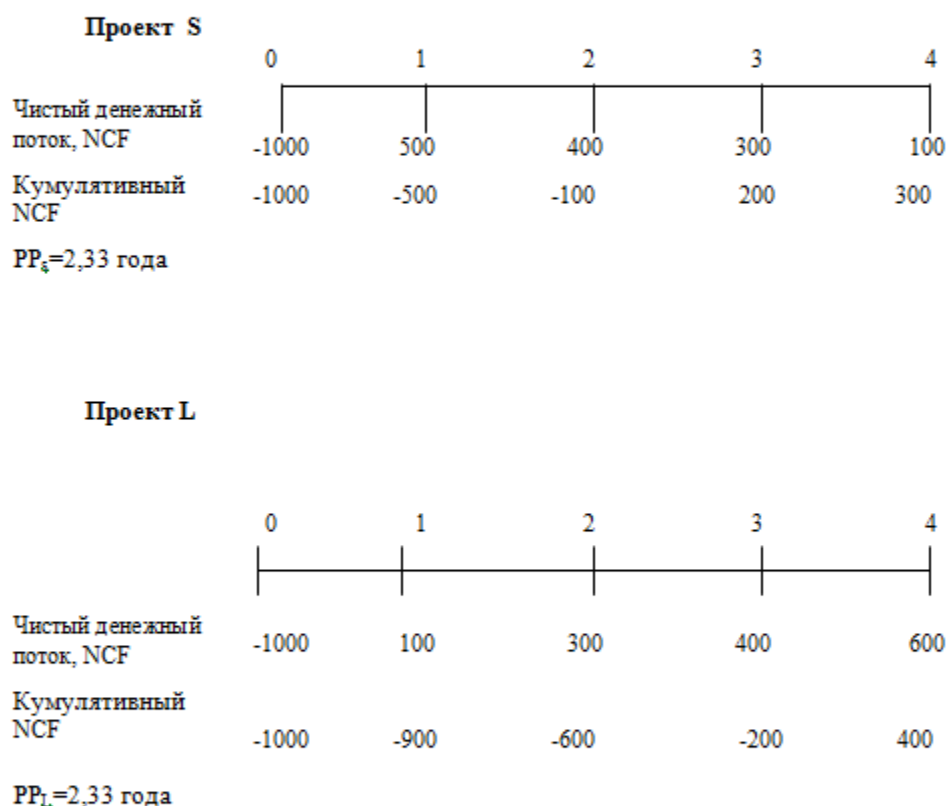 Проект S
0 1 2 3 4
Чистый денежный
поток, NCF
-1000 500 400 300 100
Кумулятивный
NCF
-1000 -500 -100 200 300
PPs=2,33 года
Проект L
0 1 2 3 4
Чистый денежный
поток, NCF
-1000 100 300 400 600
Кумулятивный
NCF
-1000 -900 -600 -200 400
PPL=2,33 года